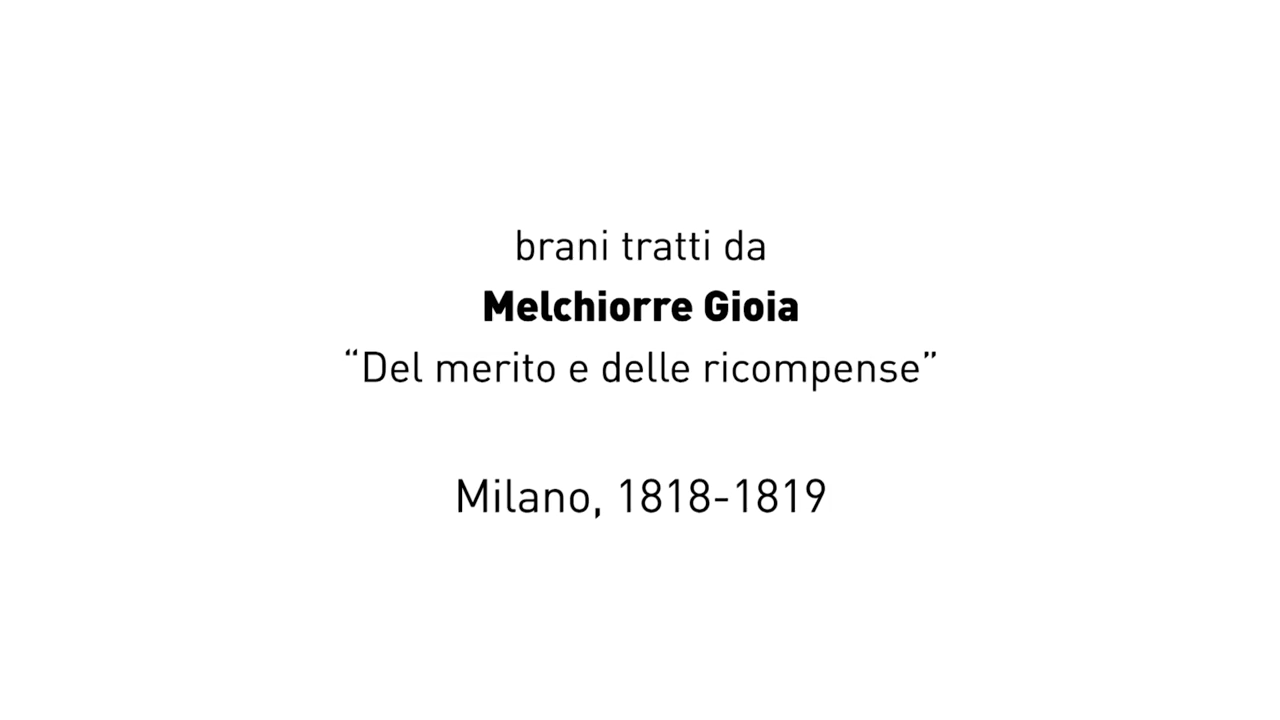 brani tratti da
Melchiorre Gioia
“Del merito e delle ricompense”
Milano, 1818-1819